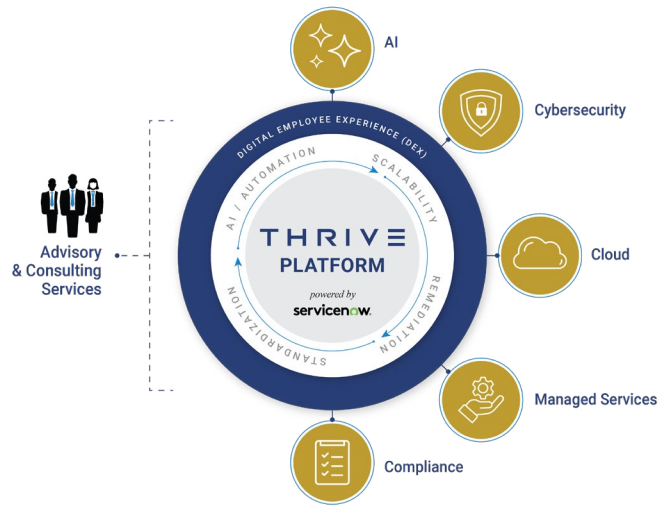 AI
Cybersecurity
DIGITAL EMPLOYEE EXPERIENCE (DEX)
AI / AUTOMATION
SCALABILITY
THRIVE
PLATFORM
powered by
servicenow.
Advisory
& Consulting
Services
Cloud
STANDARDIZATION
REMEDIATION
Managed Services
Compliance